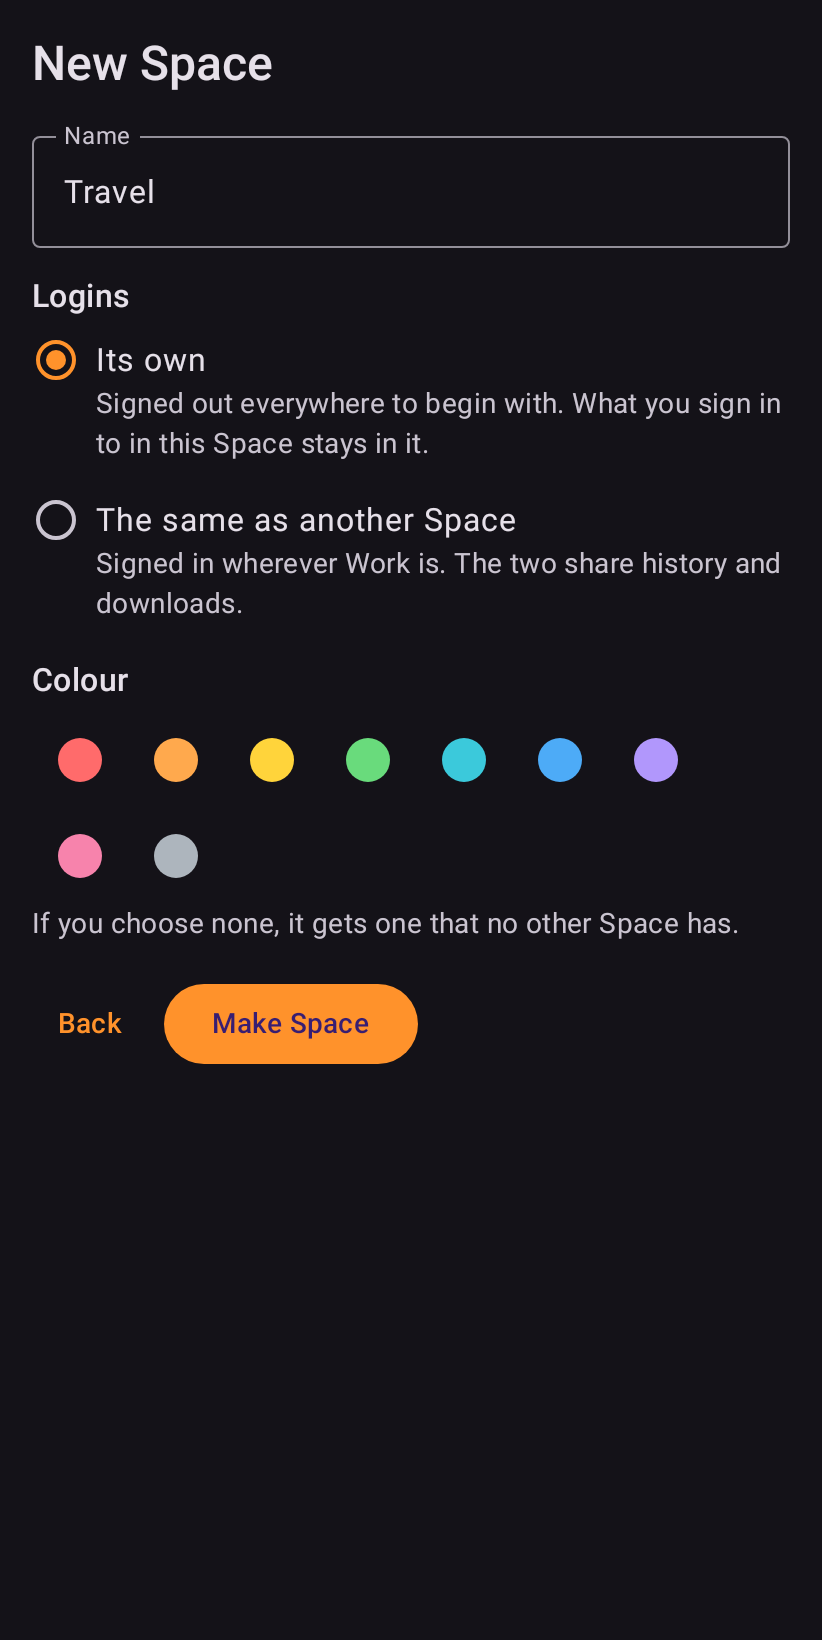 New Space
Name
Travel
Logins
Its own
Signed out everywhere to begin with. What you sign in
to in this Space stays in it.
The same as another Space
Signed in wherever Work is. The two share history and
downloads.
Colour
If you choose none, it gets one that no other Space has.
Back
Make Space